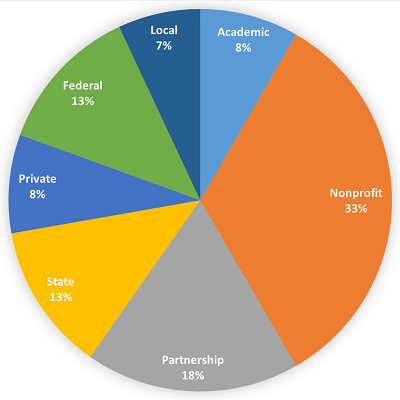 Local
7%
Academic
8%
Federal
13%
Private
8%
Nonprofit
33%
State
13%
Partnership
18%